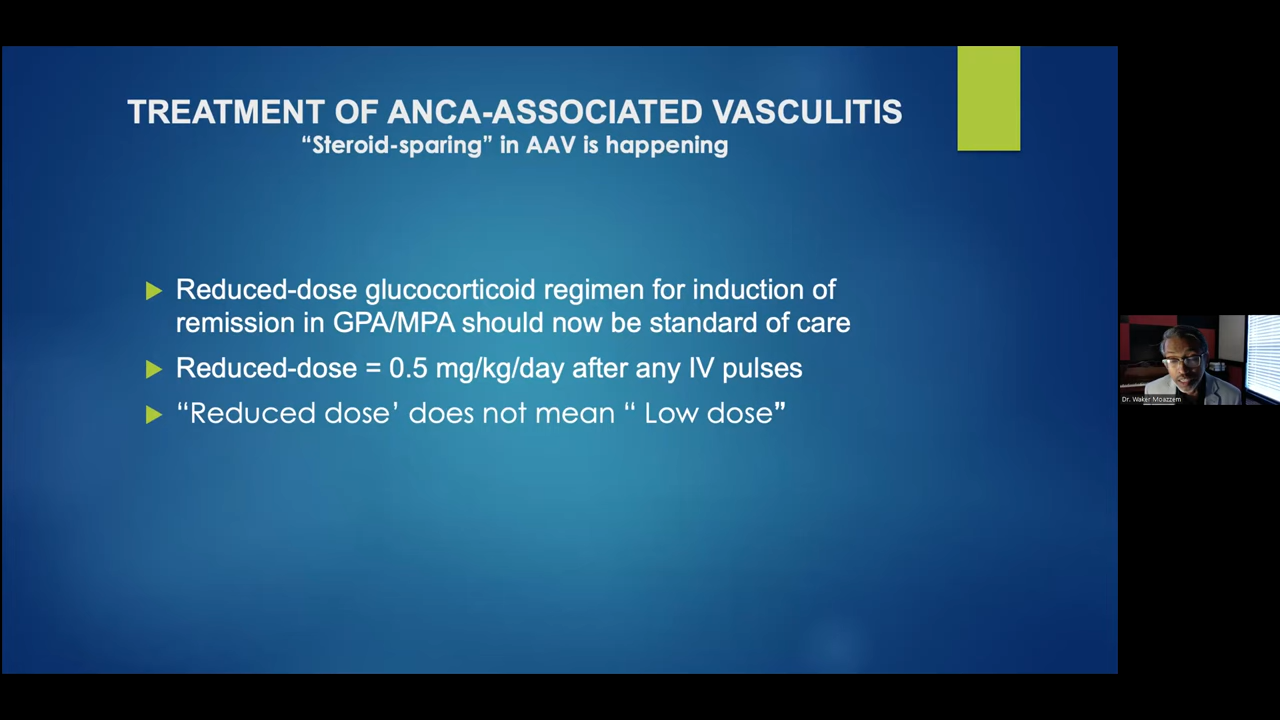 TREATMENT OF ANCA-ASSOCIATED VASCULITIS
“Steroid-sparing” in AAV is happening
Reduced-dose glucocorticoid regimen for induction of
remission in GPA/MPA should now be standard of care
Reduced-dose = 0.5 mg/kg/day after any IV pulses
“Reduced dose’ does not mean “ Low dose”
Dr. Waker Moazzem